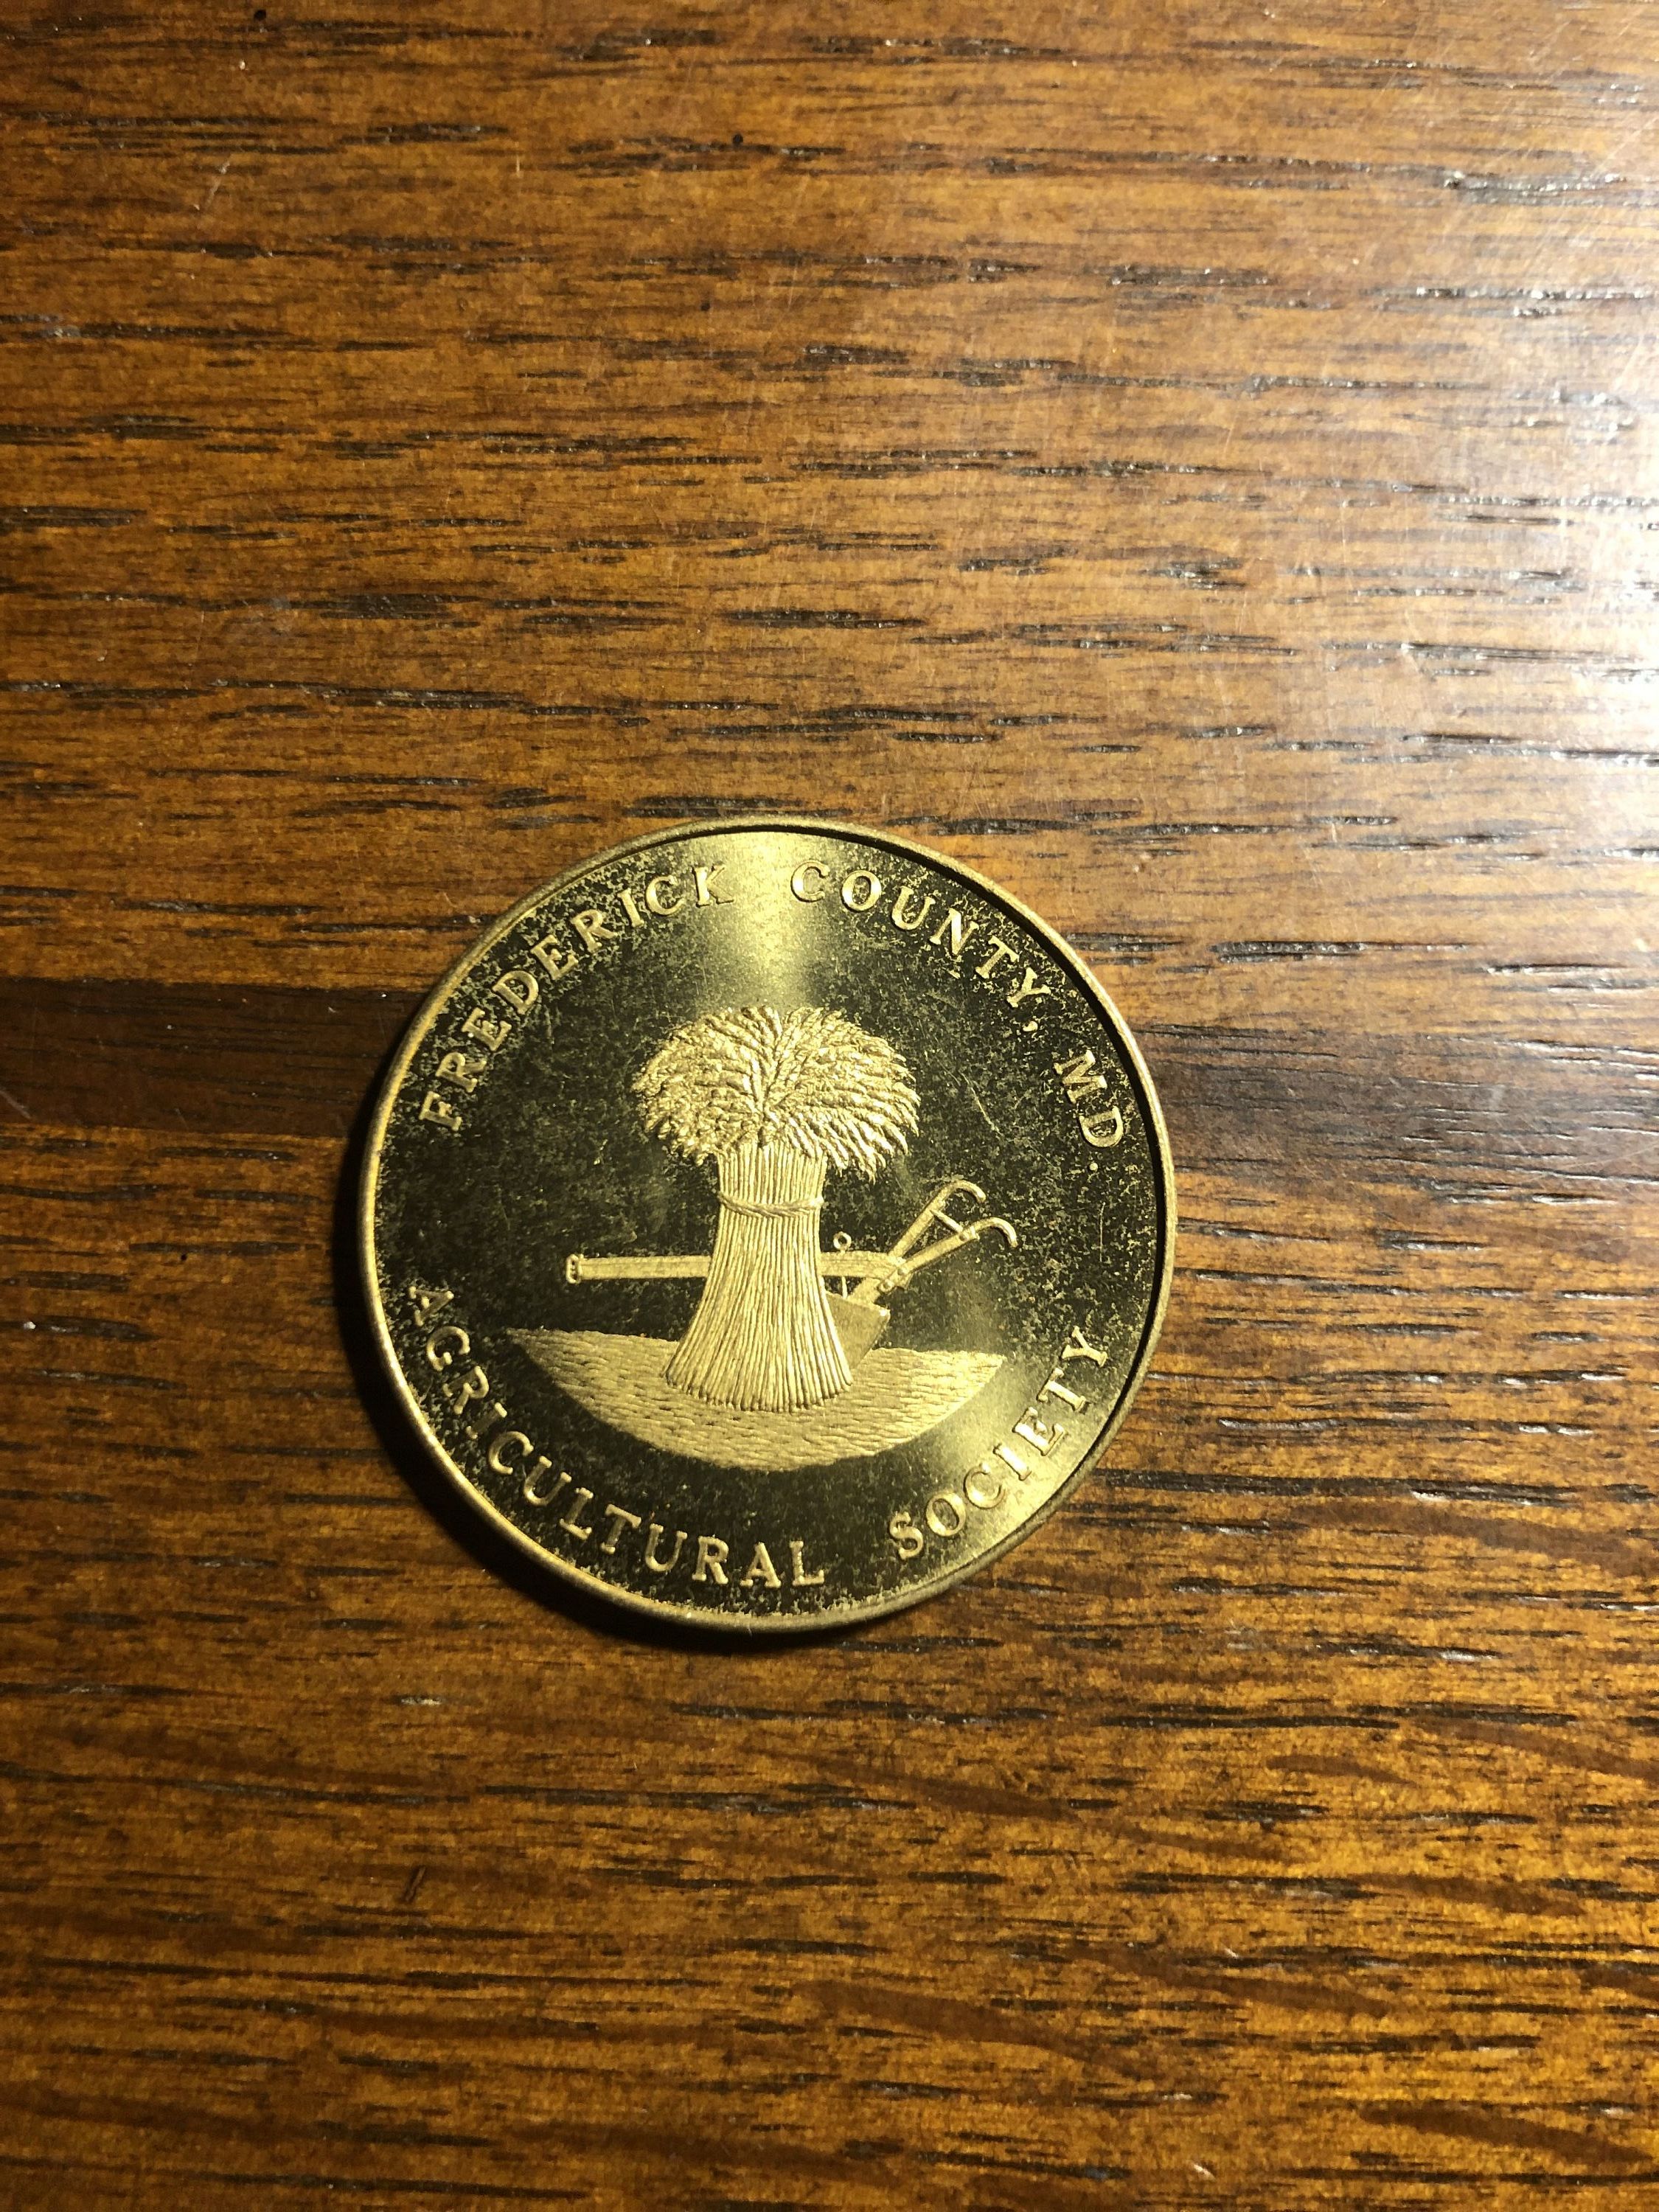 FREDERICK COUNTY, MD.
AGRICULTURAL SOCIETY